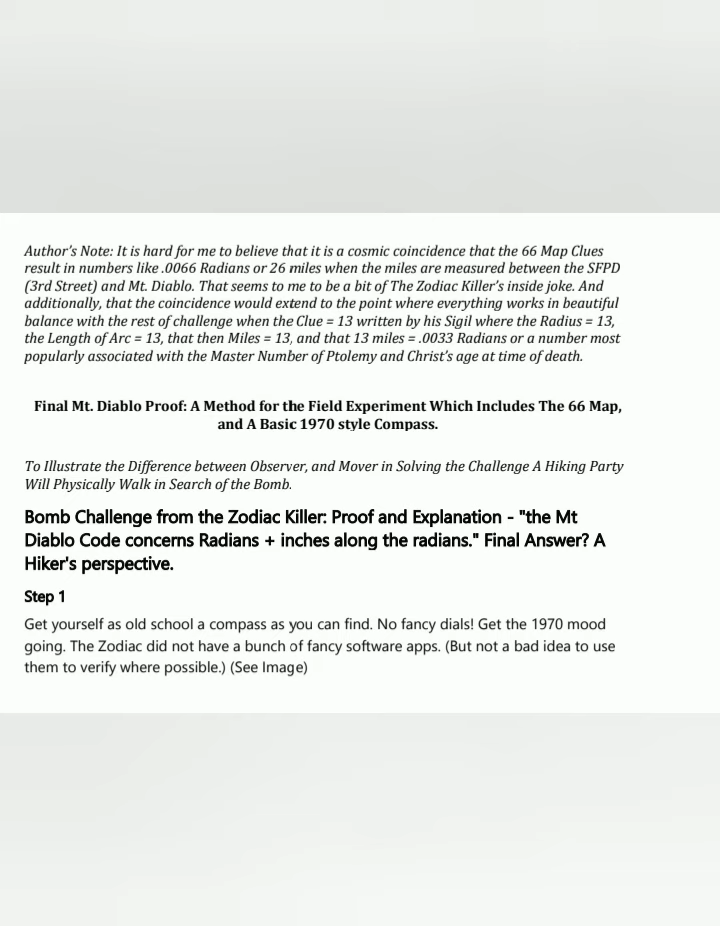 Author's Note: It is hard for me to believe that it is a cosmic coincidence that the 66 Map Clues
result in numbers like .0066 Radians or 26 miles when the miles are measured between the SFPD
(3rd Street) and Mt. Diablo. That seems to me to be a bit of The Zodiac Killer's inside joke. And
additionally, that the coincidence would extend to the point where everything works in beautiful
balance with the rest of challenge when the Clue = 13 written by his Sigil where the Radius = 13,
the Length of Arc = 13, that then Miles = 13, and that 13 miles = .0033 Radians or a number most
popularly associated with the Master Number of Ptolemy and Christ's age at time of death.
Final Mt. Diablo Proof: A Method for the Field Experiment Which Includes The 66 Map,
and A Basic 1970 style Compass.
To Illustrate the Difference between Observer, and Mover in Solving the Challenge A Hiking Party
Will Physically Walk in Search of the Bomb.
Bomb Challenge from the Zodiac Killer: Proof and Explanation - "the Mt
Diablo Code concerns Radians + inches along the radians." Final Answer? A
Hiker's perspective.
Step 1
Get yourself as old school a compass as you can find. No fancy dials! Get the 1970 mood
going. The Zodiac did not have a bunch of fancy software apps. (But not a bad idea to use
them to verify where possible.) (See Image)